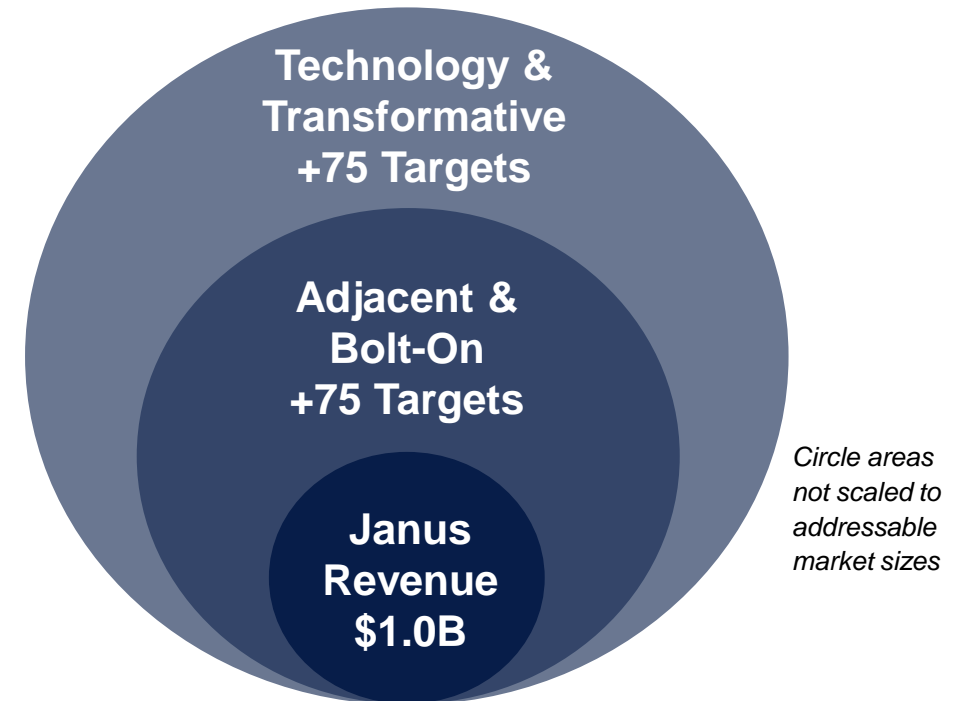 Technology &
Transformative
+75 Targets
Adjacent &
Bolt-On
+75 Targets
Janus
Revenue
$1.0B
Circle areas
not scaled to
addressable
market sizes